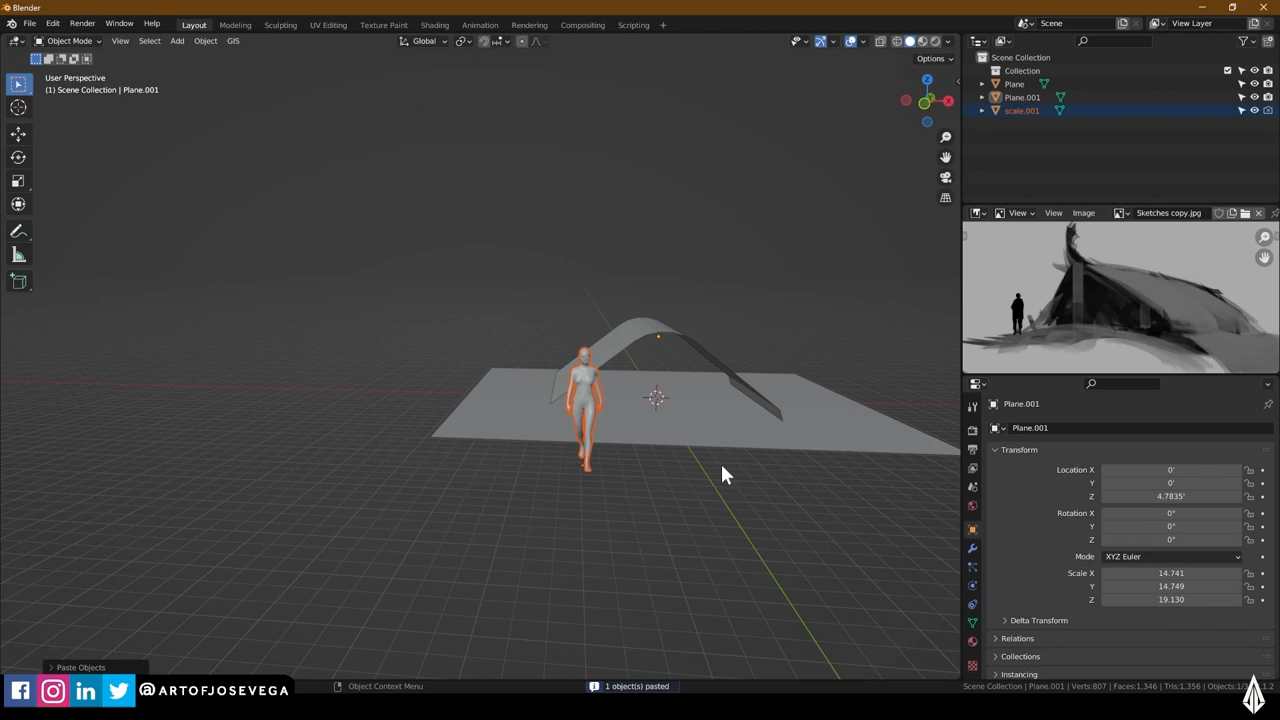 Blender
File Edit Render Window Help
Layout Modeling Sculpting UV Editing Texture Paint Shading Animation Rendering Compositing Scripting
Scene
View Layer
Object Mode View Select Add Object GIS
Global
Options
User Perspective
(1) Scene Collection | Plane.001
X
Z
Scene Collection
Collection
Plane
Plane.001
scale.001
View View Image Sketches copy.jpg
Plane.001
Plane.001
Transform
Location X 0'
Y 0'
Z 4.7835'
Rotation X 0°
Y 0°
Z 0°
Mode XYZ Euler
Scale X 14.741
Y 14.749
Z 19.130
Delta Transform
Relations
Collections
Instancing
Paste Objects
@ARTOFJOSEVEGA
Object Context Menu
1 object(s) pasted
Scene Collection | Plane.001 | Verts:807 | Faces:1,346 | Tris:1,356 | Objects:1/